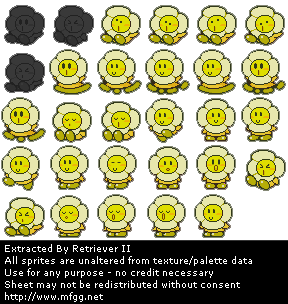 Extracted By Retriever II
All sprites are unaltered from texture/palette data
Use for any purpose - no credit necessary
Sheet may not be redistributed without consent
http://www.mfgg.net